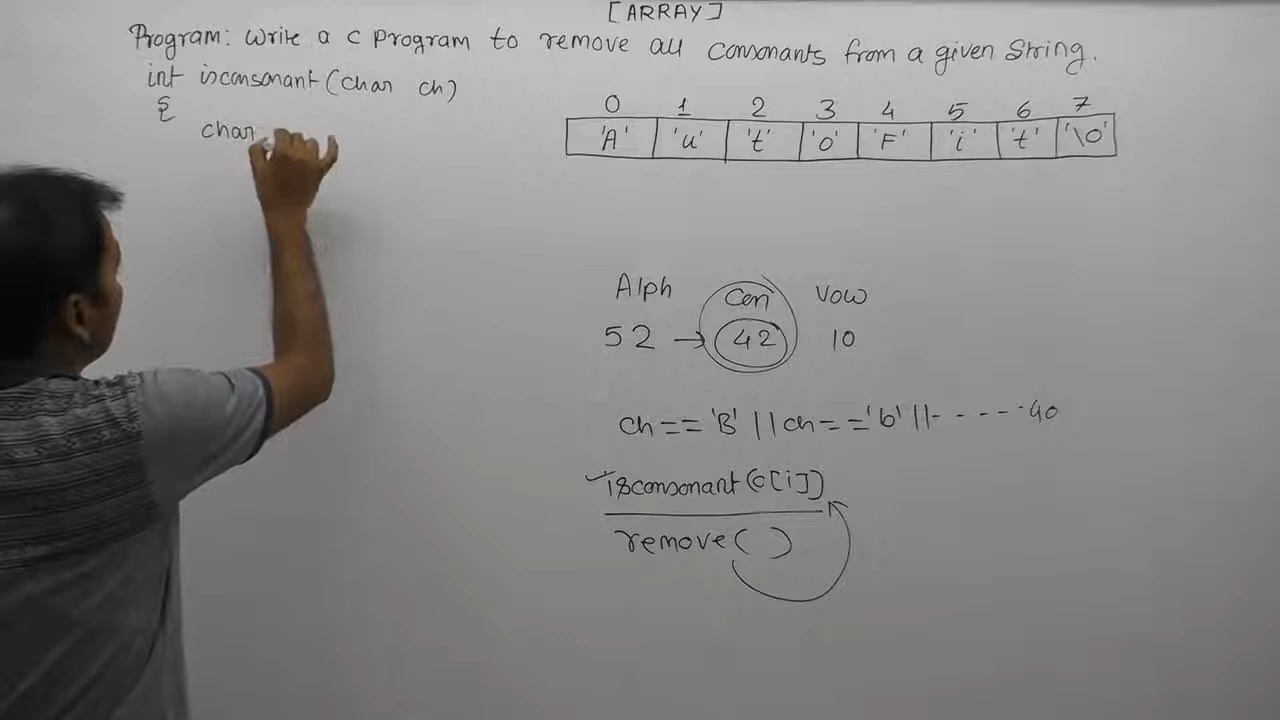 [ARRAY]
Program: Write a C program to remove all Consonants from a given String.
int isconsonant(char ch)
{
char
0 1 2 3 4 5 6 7
'A' 'u' 't' 'o' 'F' 'i' 't' '\0'
Alph Con Vow
52 → 42 10
ch=='B' || ch=='b' ||- - - - - 40
✓isconsonant(c[i])
remove( )